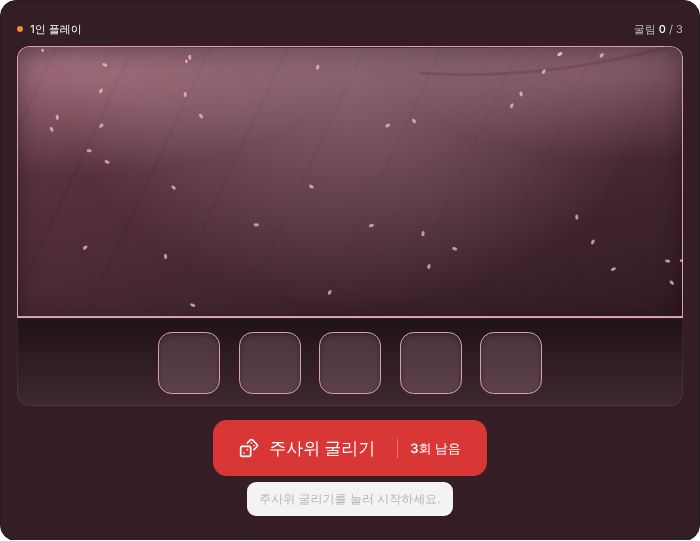 1인 플레이
굴림 0 / 3
주사위 굴리기
3회 남음
주사위 굴리기를 눌러 시작하세요.